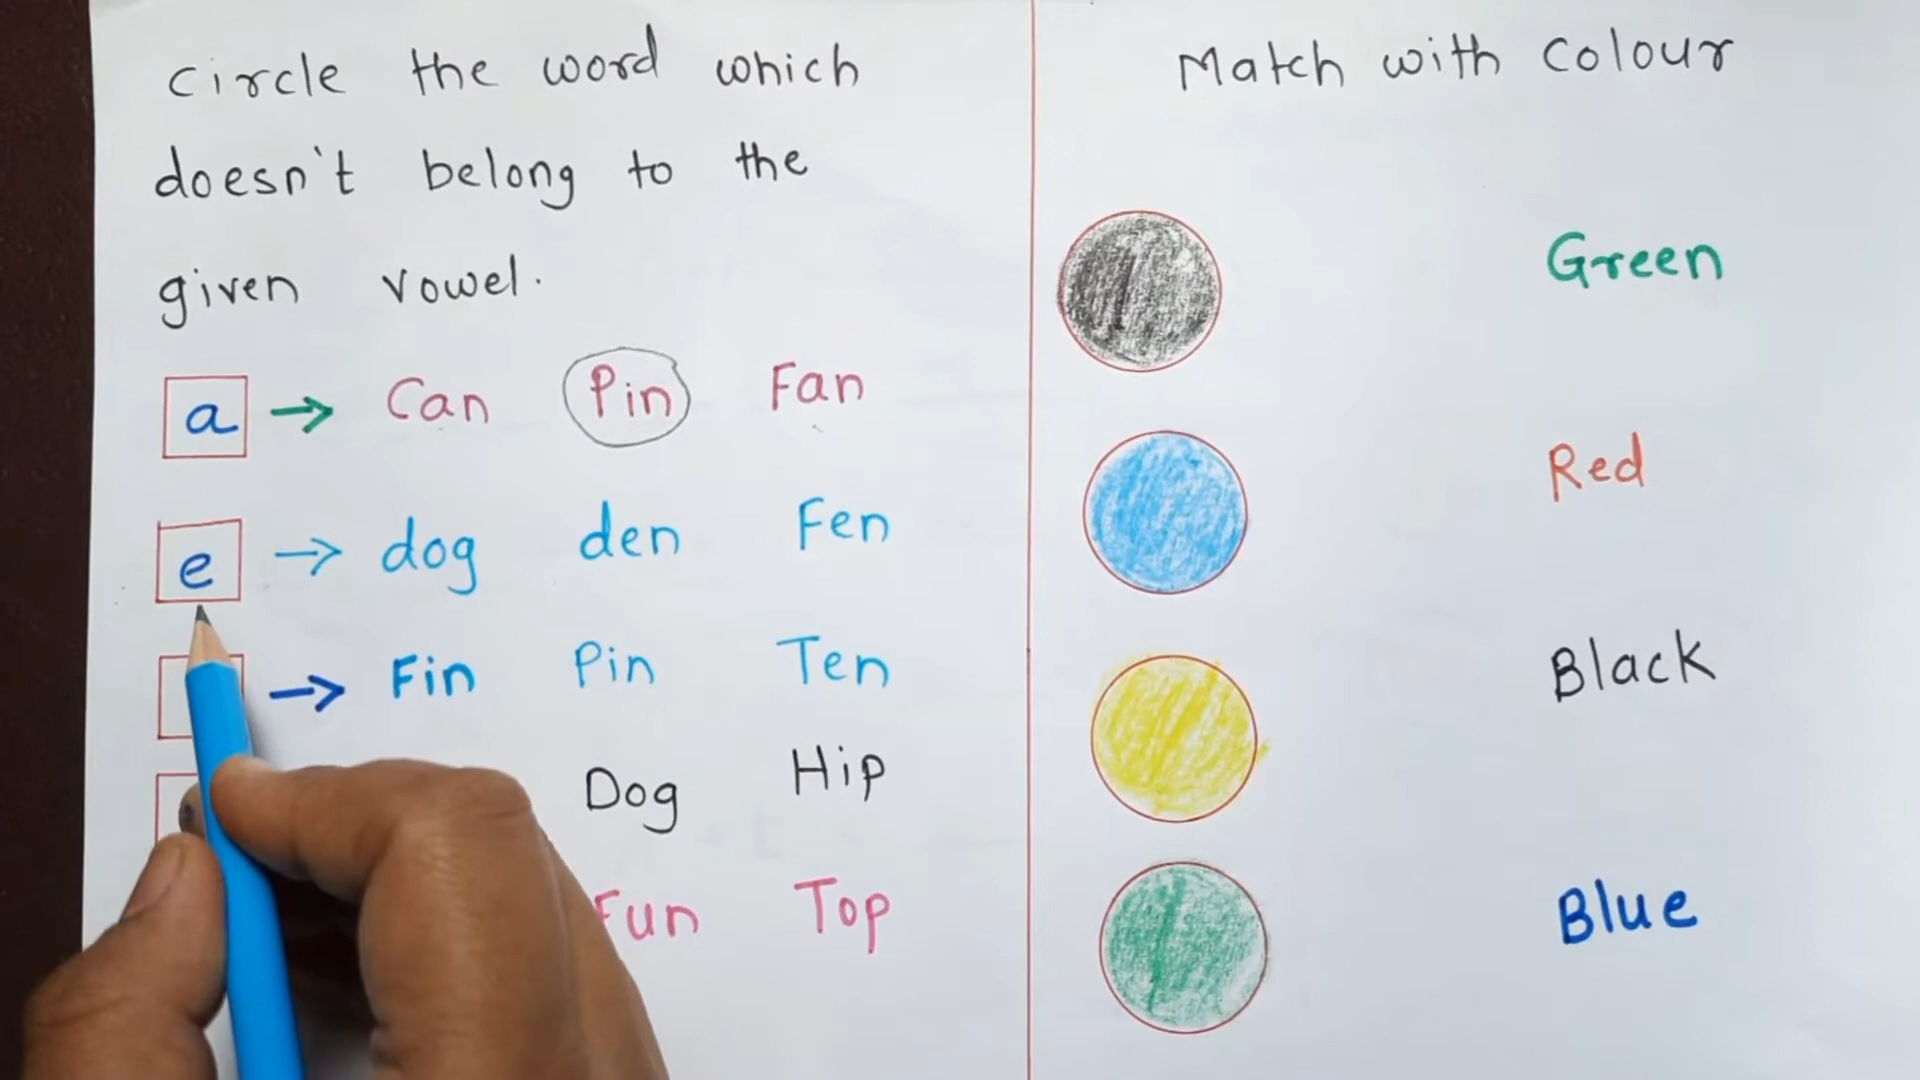 Circle the word which
doesn't belong to the
given vowel.
a → Can Pin Fan
e → dog den Fen
→ Fin Pin Ten
Dog Hip
Fun Top
Match with Colour
Green
Red
Black
Blue